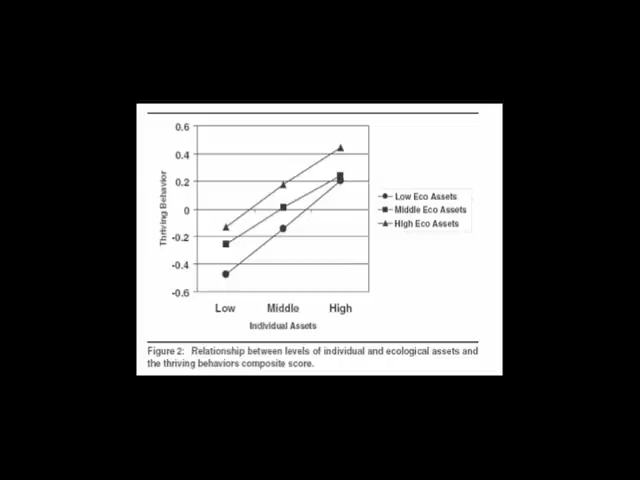 0.6
0.4
0.2
0
-0.2
-0.4
-0.6
Thriving Behavior
Low Middle High
Individual Assets
Low Eco Assets
Middle Eco Assets
High Eco Assets
Figure 2: Relationship between levels of individual and ecological assets and
the thriving behaviors composite score.